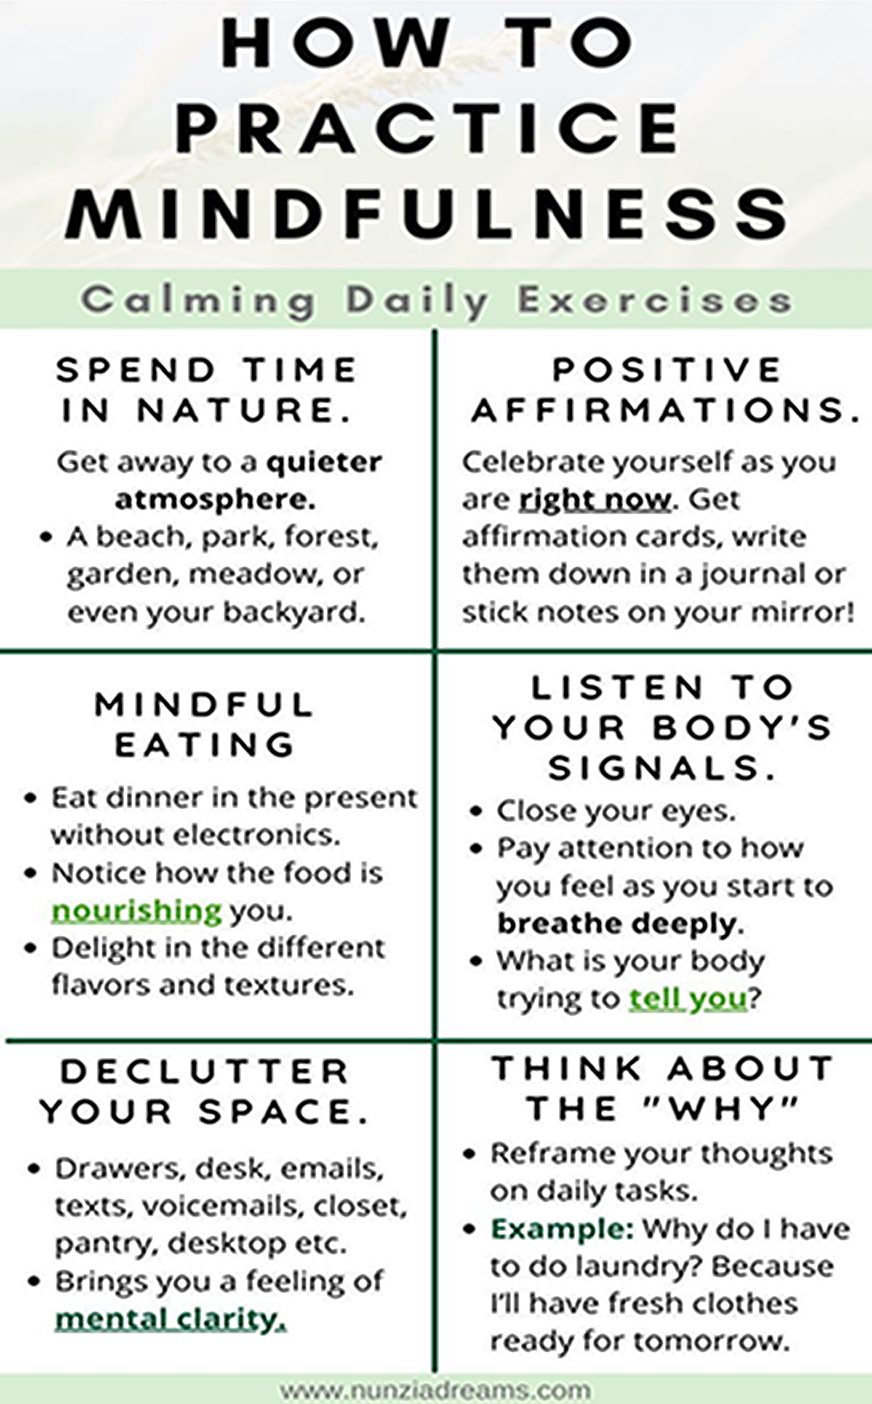 HOW TO
PRACTICE
MINDFULNESS
Calming Daily Exercises
SPEND TIME
IN NATURE.
Get away to a quieter
atmosphere.
• A beach, park, forest,
garden, meadow, or
even your backyard.
POSITIVE
AFFIRMATIONS.
Celebrate yourself as you
are right now. Get
affirmation cards, write
them down in a journal or
stick notes on your mirror!
MINDFUL
EATING
• Eat dinner in the present
without electronics.
• Notice how the food is
nourishing you.
• Delight in the different
flavors and textures.
LISTEN TO
YOUR BODY'S
SIGNALS.
• Close your eyes.
• Pay attention to how
you feel as you start to
breathe deeply.
• What is your body
trying to tell you?
DECLUTTER
YOUR SPACE.
• Drawers, desk, emails,
texts, voicemails, closet,
pantry, desktop etc.
• Brings you a feeling of
mental clarity.
THINK ABOUT
THE "WHY"
• Reframe your thoughts
on daily tasks.
• Example: Why do I have
to do laundry? Because
I'll have fresh clothes
ready for tomorrow.
www.nunziadreams.com